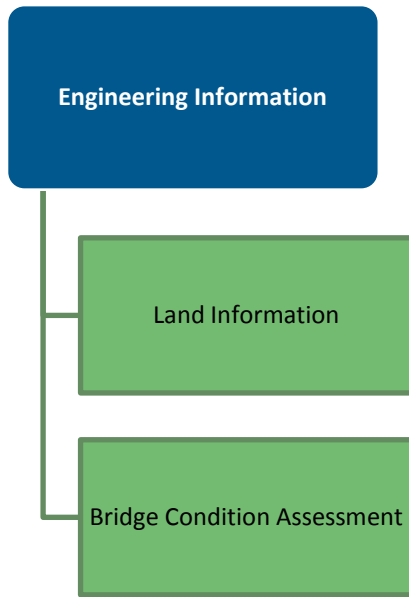 Engineering Information
Land Information
Bridge Condition Assessment